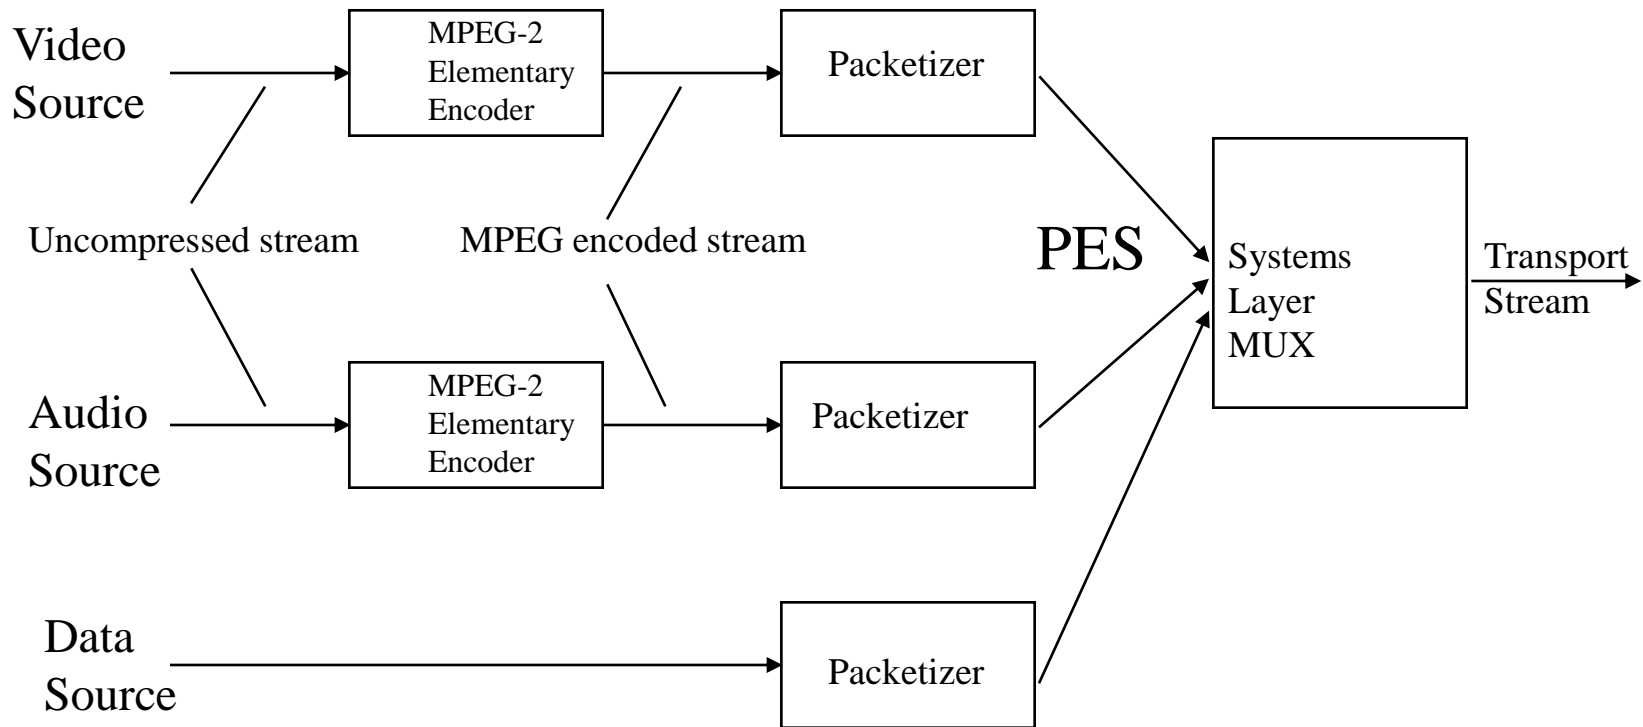 Video
Source
MPEG-2
Elementary
Encoder
Packetizer
Uncompressed stream
MPEG encoded stream
PES
Systems
Layer
MUX
Transport
Stream
Audio
Source
MPEG-2
Elementary
Encoder
Packetizer
Data
Source
Packetizer